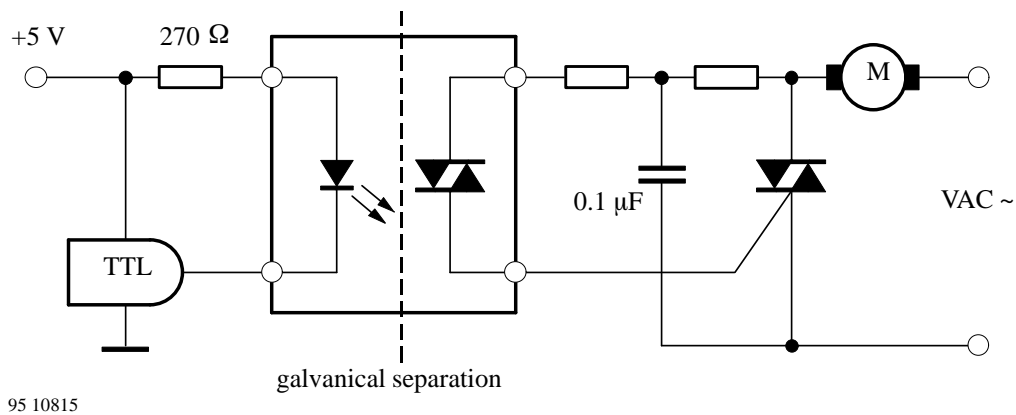 +5 V
270 Ω
M
0.1 μF
VAC ~
TTL
galvanical separation
95 10815